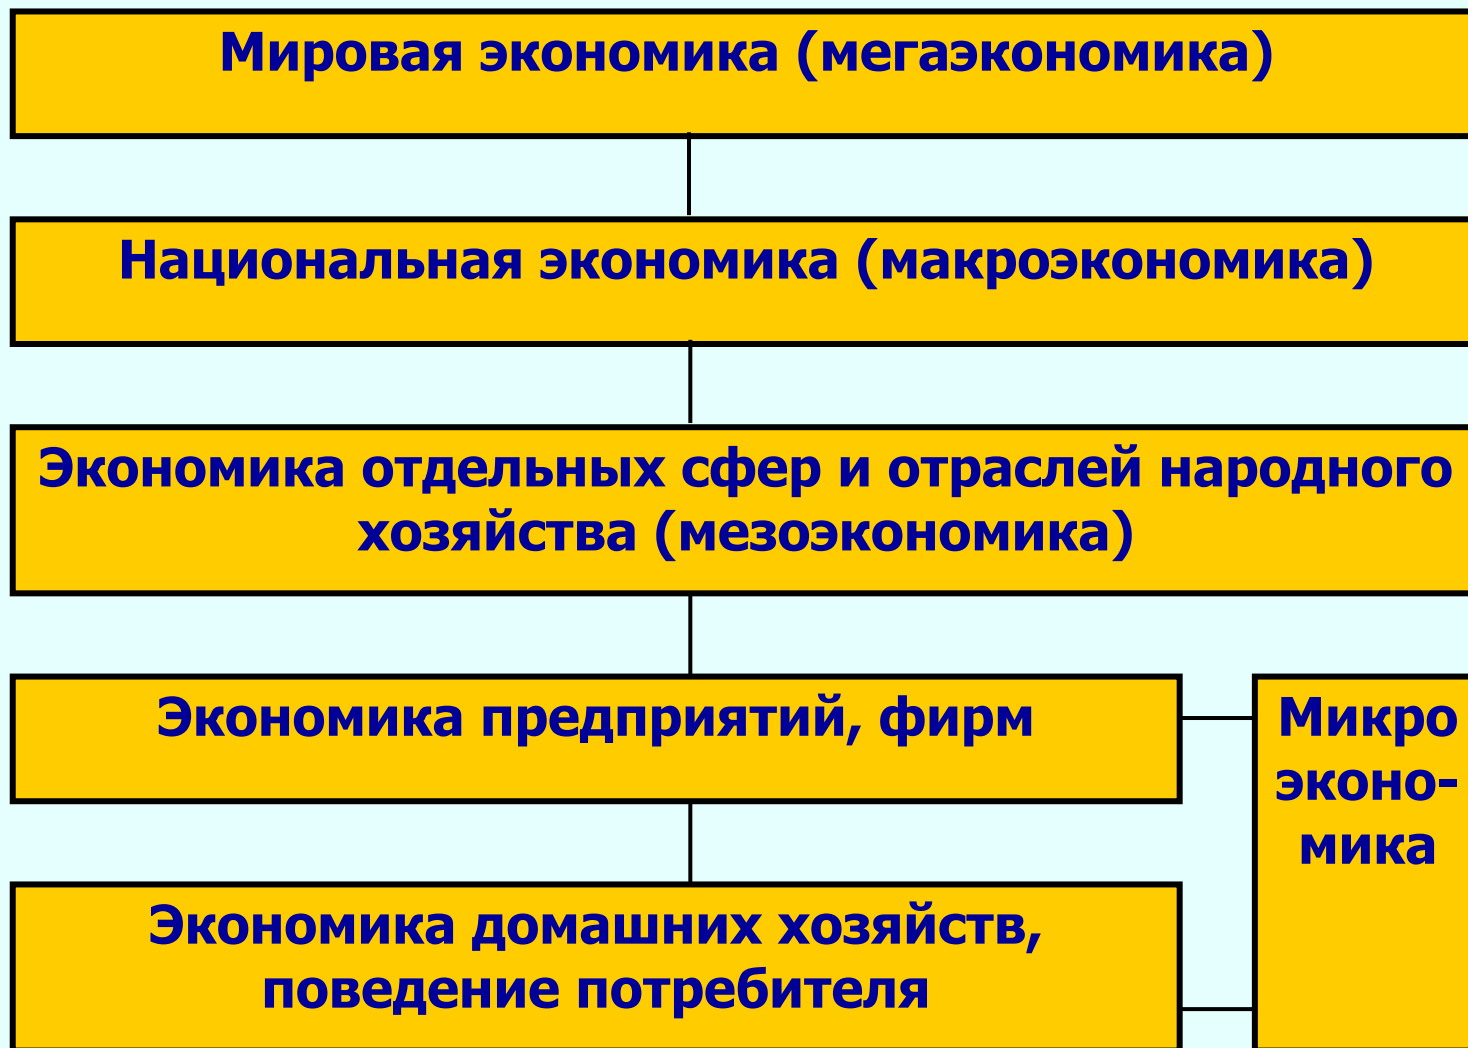 Мировая экономика (мегаэкономика)
Национальная экономика (макроэкономика)
Экономика отдельных сфер и отраслей народного
хозяйства (мезоэкономика)
Экономика предприятий, фирм
Микро
эконо-
мика
Экономика домашних хозяйств,
поведение потребителя